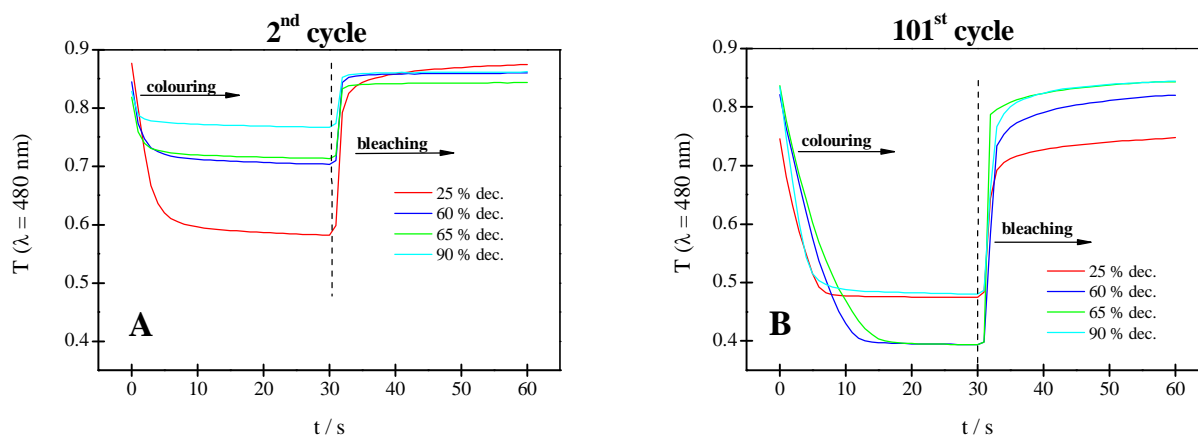 2nd cycle
0.9
0.8
0.7
0.6
0.5
0.4
T (λ = 480 nm)
colouring
bleaching
25 % dec.
60 % dec.
65 % dec.
90 % dec.
A
0 10 20 30 40 50 60
t / s
101st cycle
0.9
0.8
0.7
0.6
0.5
0.4
T (λ = 480 nm)
colouring
bleaching
25 % dec.
60 % dec.
65 % dec.
90 % dec.
B
0 10 20 30 40 50 60
t / s